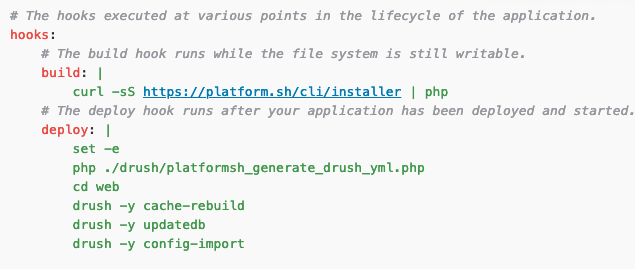 # The hooks executed at various points in the lifecycle of the application.
hooks:
    # The build hook runs while the file system is still writable.
    build: |
        curl -sS https://platform.sh/cli/installer | php
    # The deploy hook runs after your application has been deployed and started.
    deploy: |
        set -e
        php ./drush/platformsh_generate_drush_yml.php
        cd web
        drush -y cache-rebuild
        drush -y updatedb
        drush -y config-import